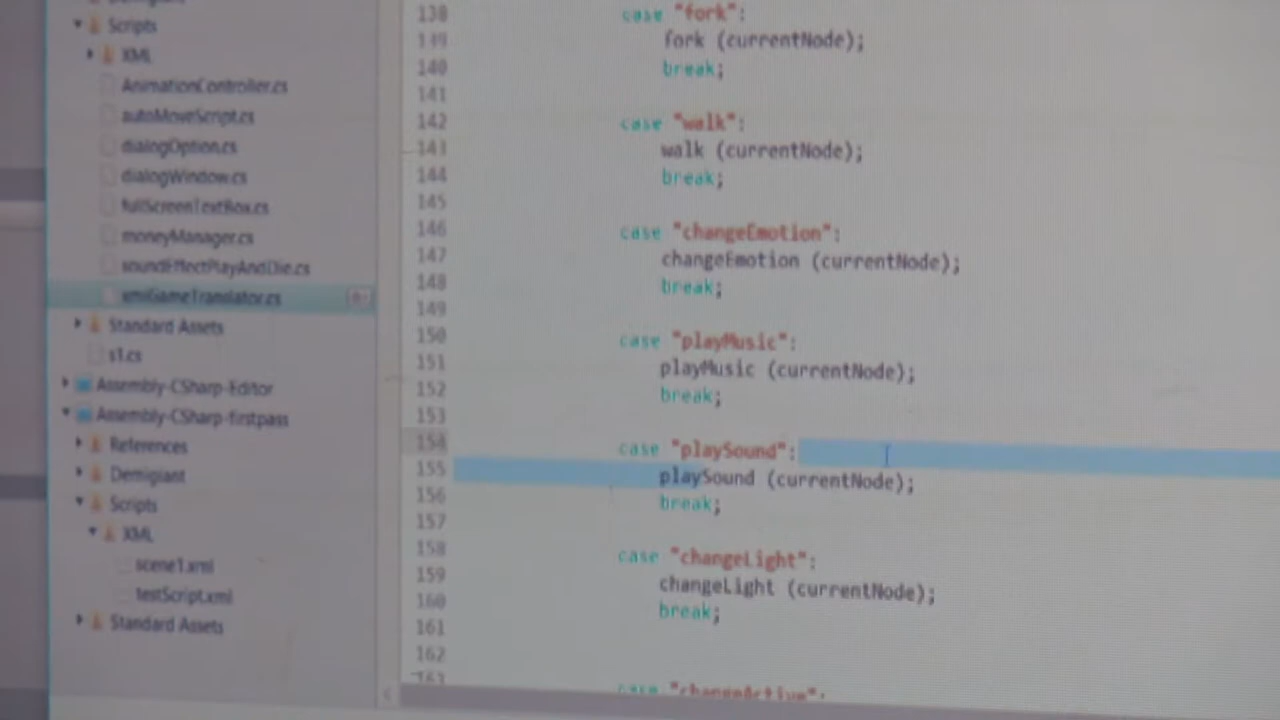 Scripts
XML
AnimationController.cs
autoMoveScript.cs
dialogOption.cs
dialogWindow.cs
fullScreenTextBox.cs
moneyManager.cs
soundEffectPlayAndDie.cs
xmlGameTranslator.cs
Standard Assets
s1.cs
Assembly-CSharp-Editor
Assembly-CSharp-firstpass
References
Demigiant
Scripts
XML
scene1.xml
testScript.xml
Standard Assets
138 case "fork":
139 fork (currentNode);
140 break;
141
142 case "walk":
143 walk (currentNode);
144 break;
145
146 case "changeEmotion":
147 changeEmotion (currentNode);
148 break;
149
150 case "playMusic":
151 playMusic (currentNode);
152 break;
153
154 case "playSound":
155 playSound (currentNode);
156 break;
157
158 case "changeLight":
159 changeLight (currentNode);
160 break;
161
162
163 case "changeActive":